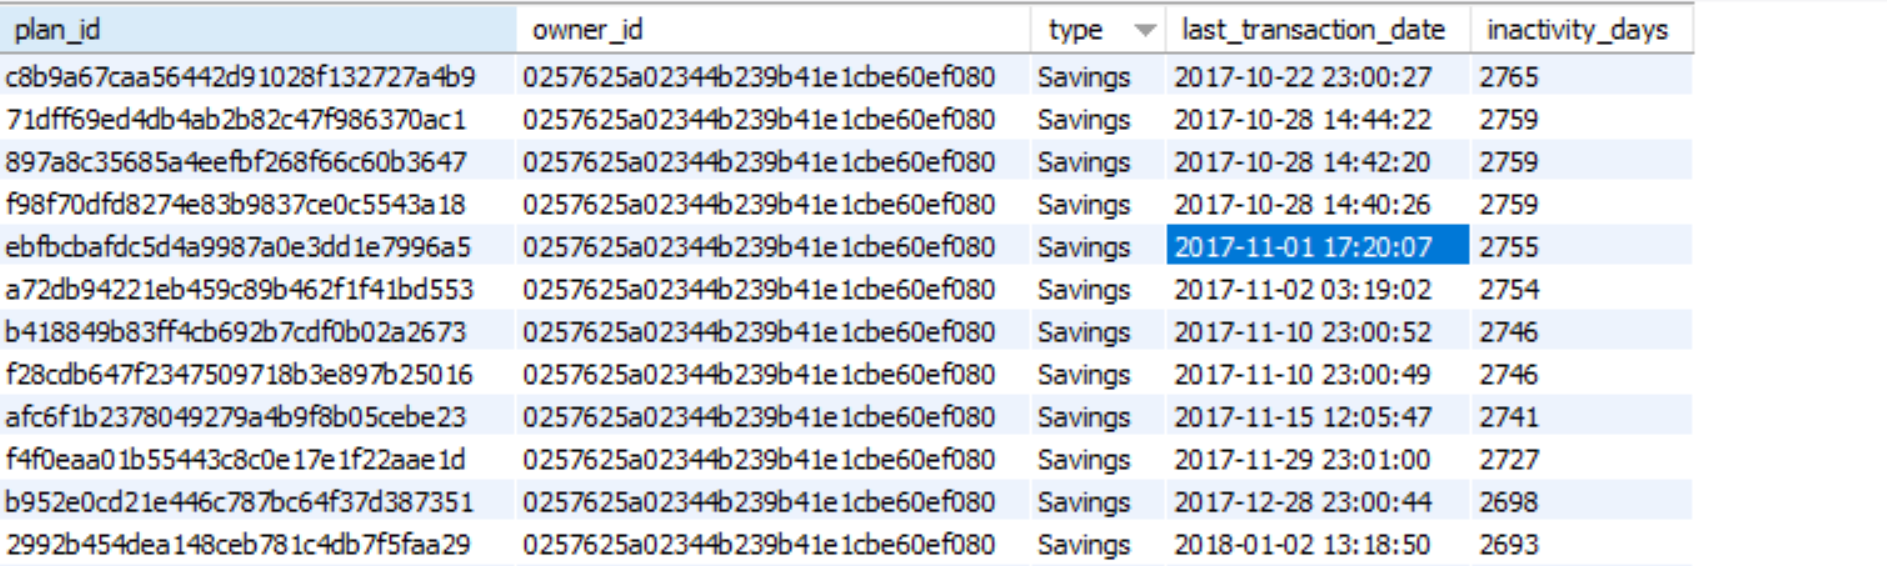 plan_id owner_id type last_transaction_date inactivity_days
c8b9a67caa56442d91028f132727a4b9 0257625a02344b239b41e1cbe60ef080 Savings 2017-10-22 23:00:27 2765
71dff69ed4db4ab2b82c47f986370ac1 0257625a02344b239b41e1cbe60ef080 Savings 2017-10-28 14:44:22 2759
897a8c35685a4eefbf268f66c60b3647 0257625a02344b239b41e1cbe60ef080 Savings 2017-10-28 14:42:20 2759
f98f70dfd8274e83b9837ce0c5543a18 0257625a02344b239b41e1cbe60ef080 Savings 2017-10-28 14:40:26 2759
ebfbcbafdc5d4a9987a0e3dd1e7996a5 0257625a02344b239b41e1cbe60ef080 Savings 2017-11-01 17:20:07 2755
a72db94221eb459c89b462f1f41bd553 0257625a02344b239b41e1cbe60ef080 Savings 2017-11-02 03:19:02 2754
b418849b83ff4cb692b7cdf0b02a2673 0257625a02344b239b41e1cbe60ef080 Savings 2017-11-10 23:00:52 2746
f28cdb647f2347509718b3e897b25016 0257625a02344b239b41e1cbe60ef080 Savings 2017-11-10 23:00:49 2746
afc6f1b2378049279a4b9f8b05cebe23 0257625a02344b239b41e1cbe60ef080 Savings 2017-11-15 12:05:47 2741
f4f0eaa01b55443c8c0e17e1f22aae1d 0257625a02344b239b41e1cbe60ef080 Savings 2017-11-29 23:01:00 2727
b952e0cd21e446c787bc64f37d387351 0257625a02344b239b41e1cbe60ef080 Savings 2017-12-28 23:00:44 2698
2992b454dea148ceb781c4db7f5faa29 0257625a02344b239b41e1cbe60ef080 Savings 2018-01-02 13:18:50 2693